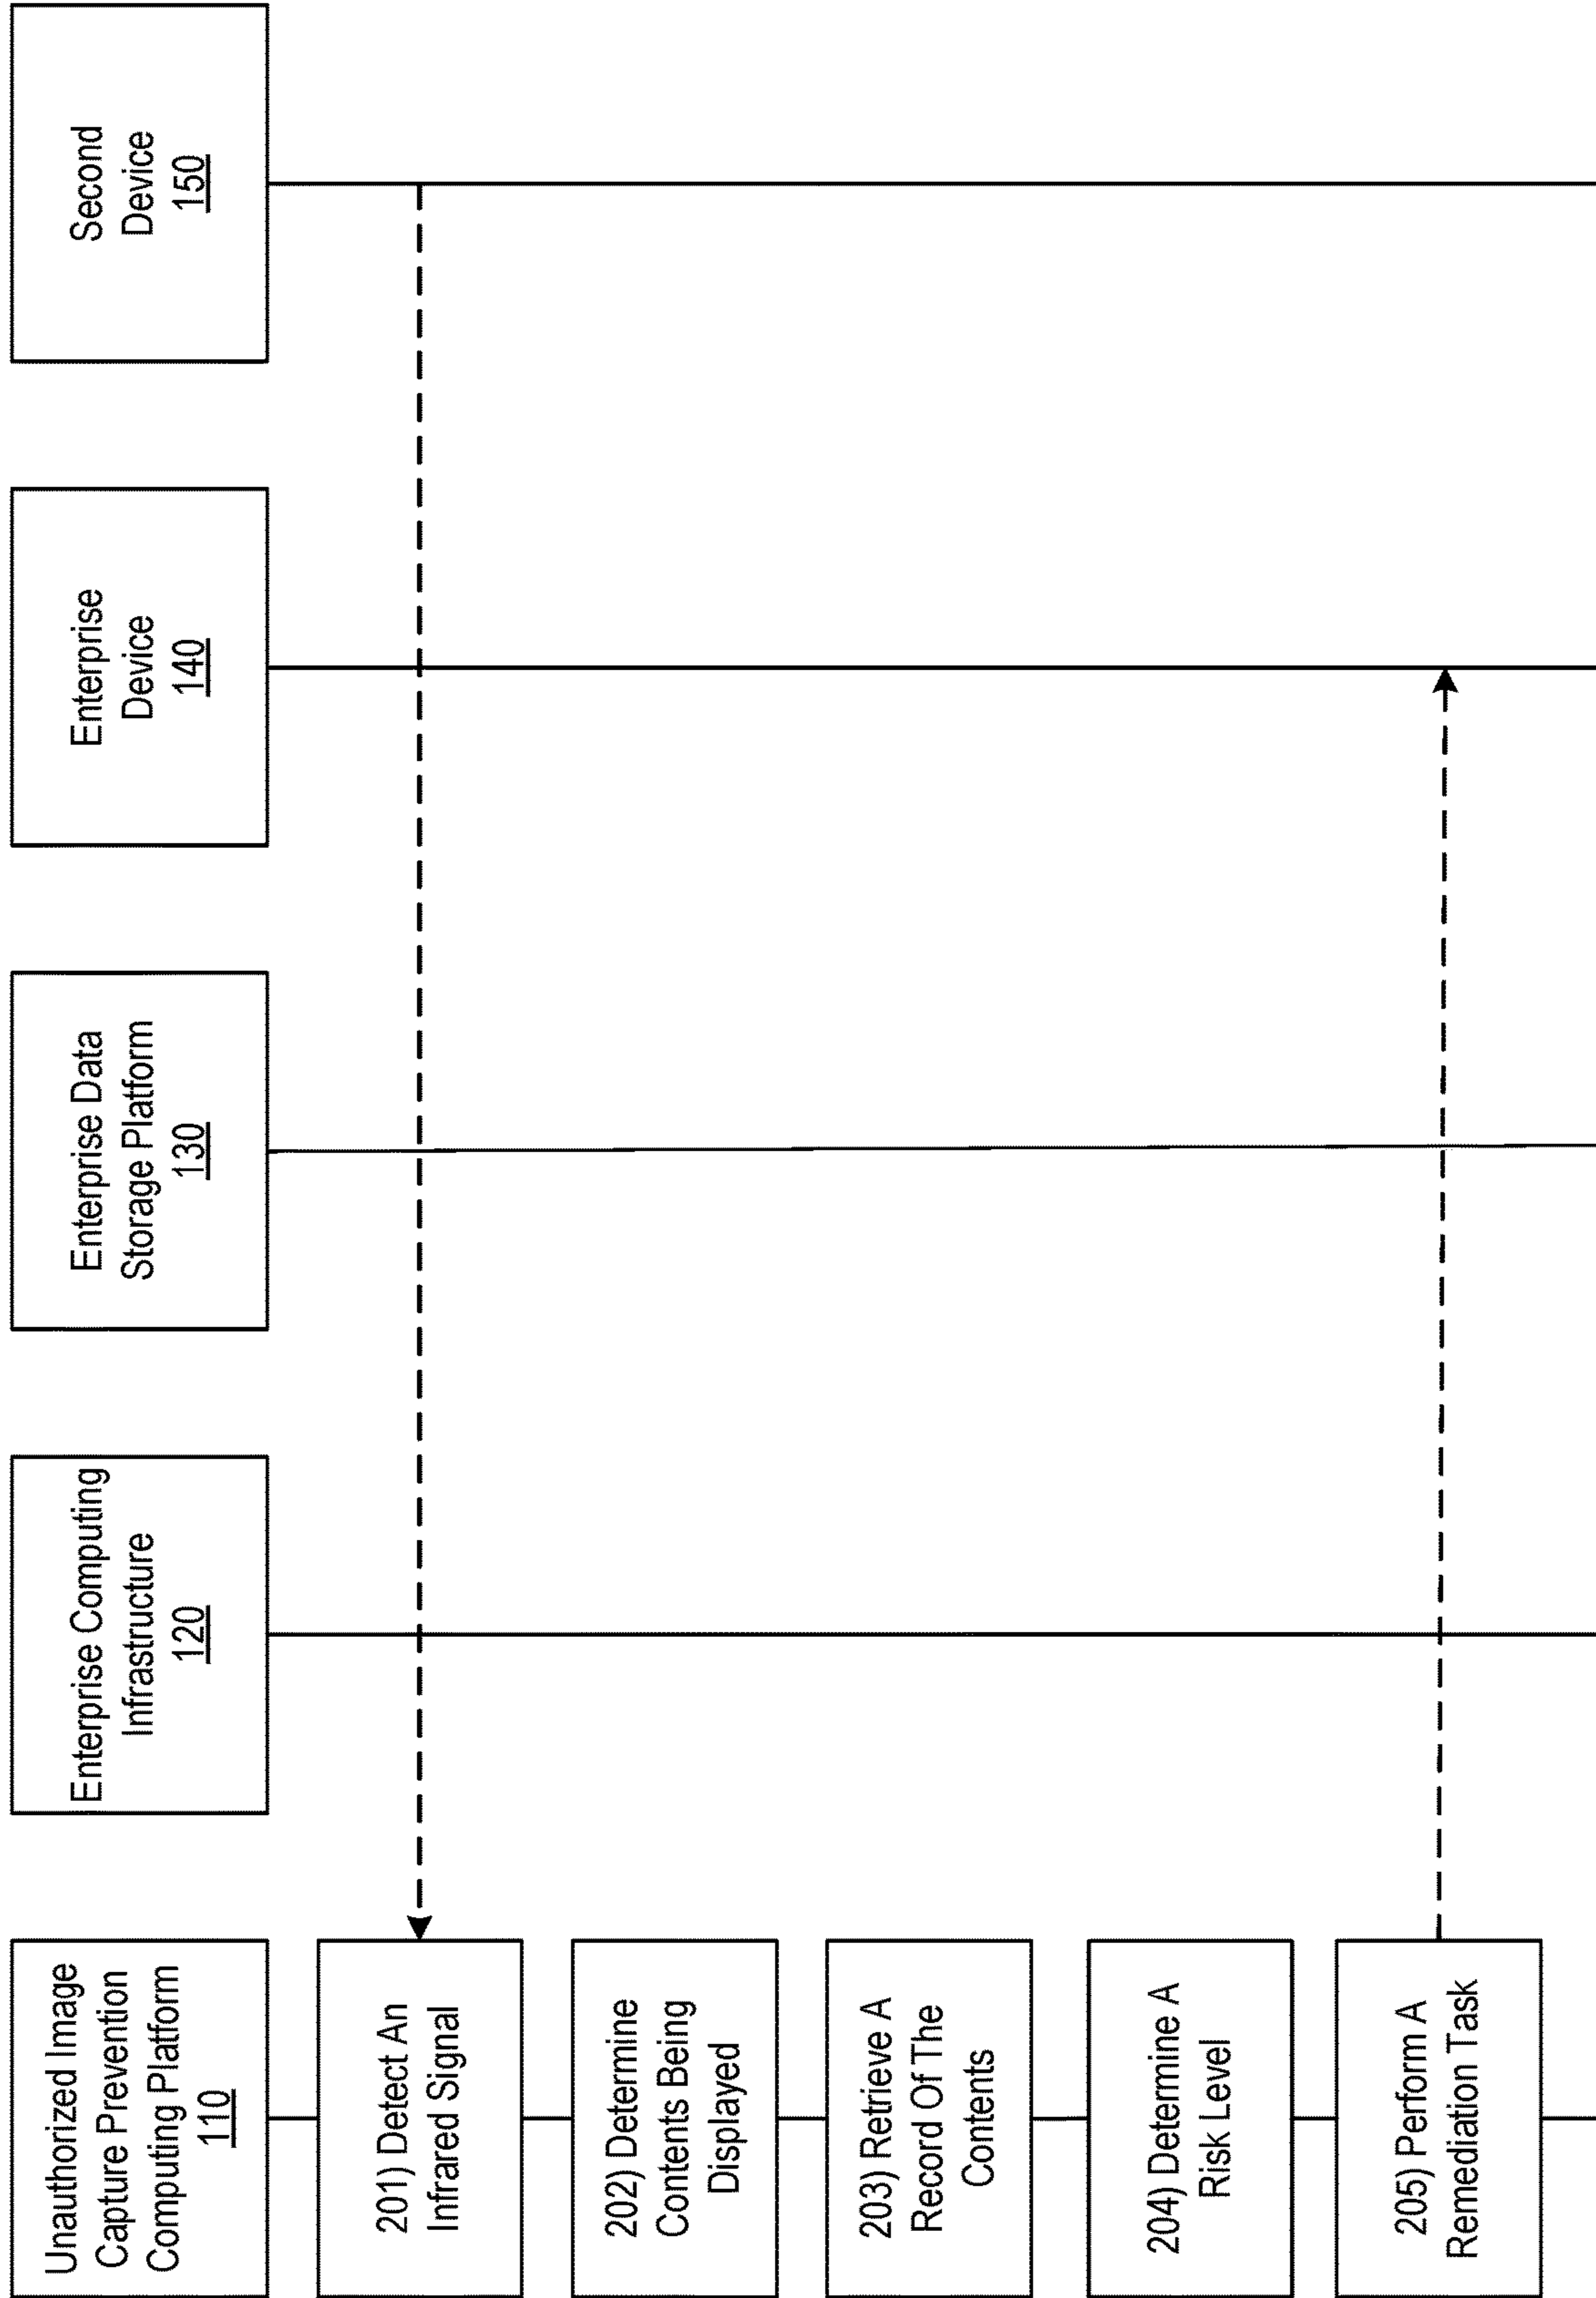 Unauthorized Image
Capture Prevention
Computing Platform
110
Enterprise Computing
Infrastructure
120
Enterprise Data
Storage Platform
130
Enterprise
Device
140
Second
Device
150
201) Detect An
Infrared Signal
202) Determine
Contents Being
Displayed
203) Retrieve A
Record Of The
Contents
204) Determine A
Risk Level
205) Perform A
Remediation Task